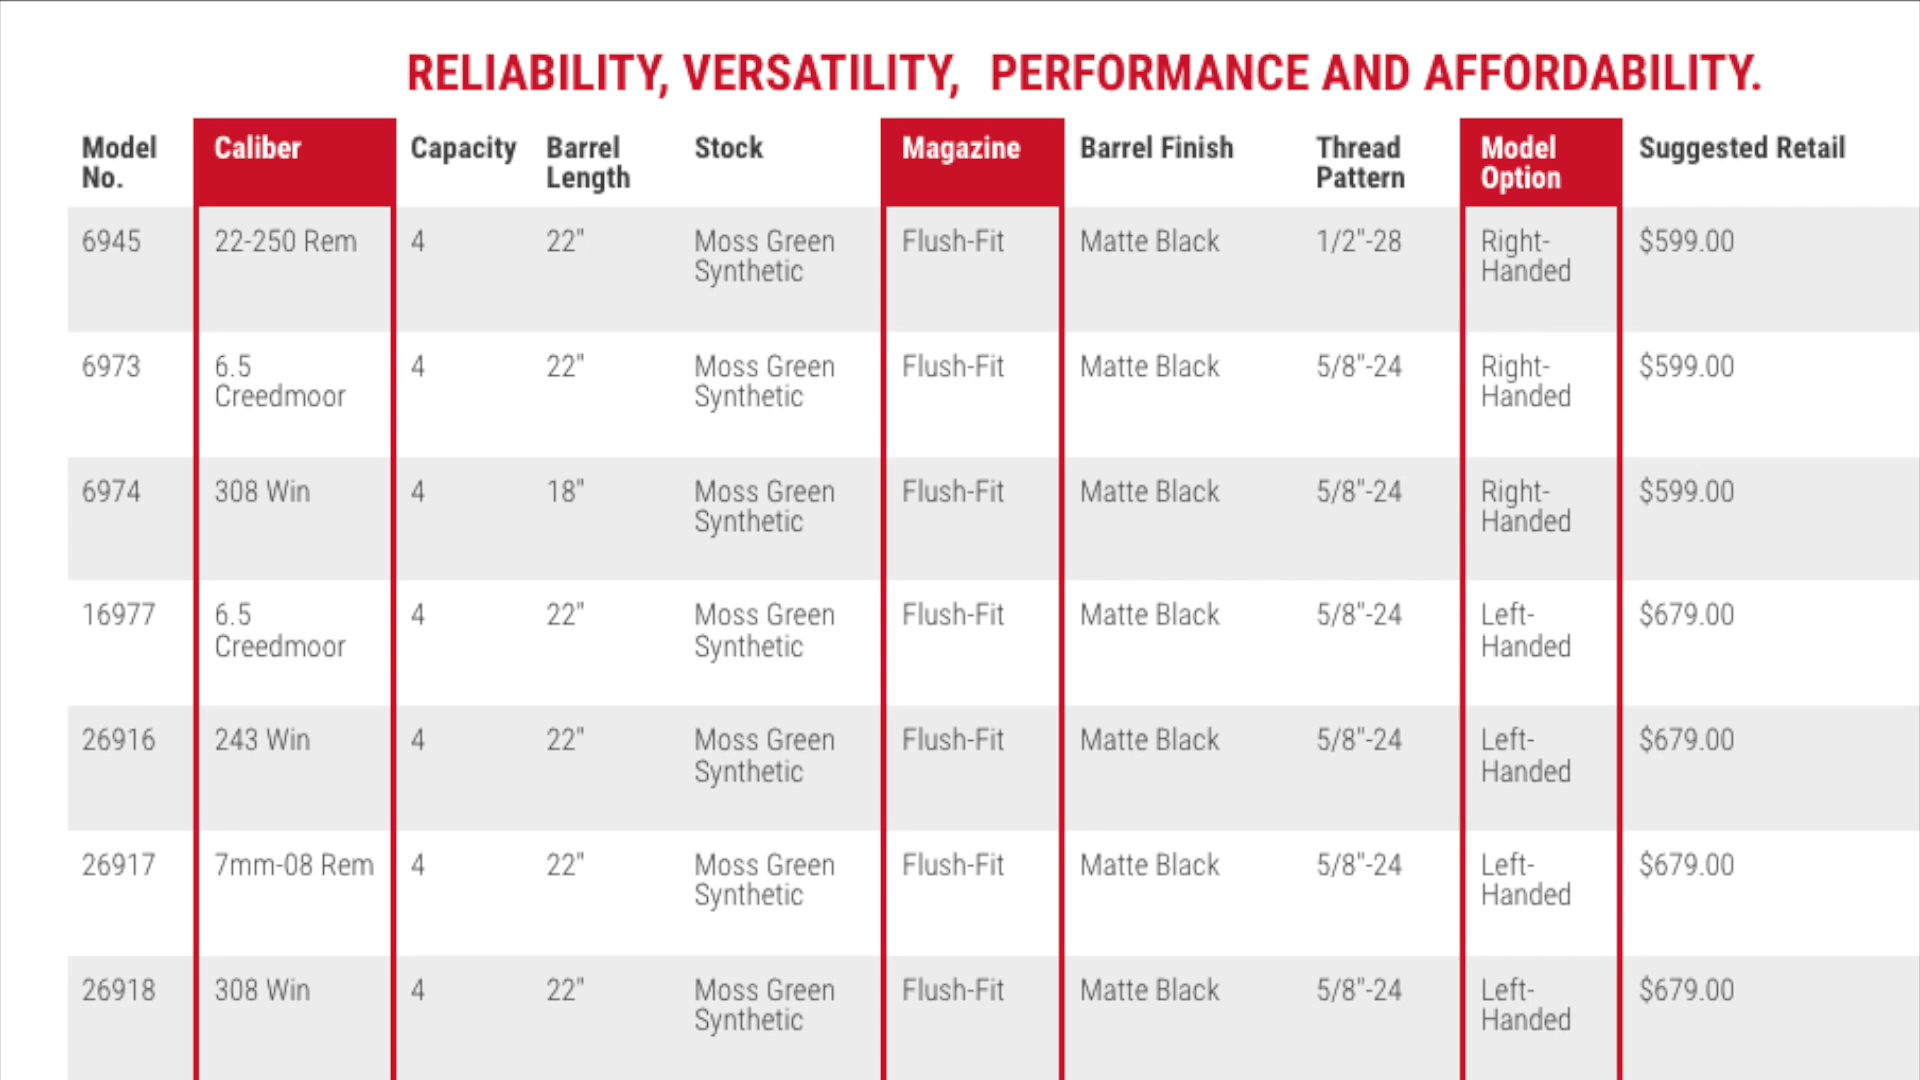 RELIABILITY, VERSATILITY, PERFORMANCE AND AFFORDABILITY.
Model No. Caliber Capacity Barrel Length Stock Magazine Barrel Finish Thread Pattern Model Option Suggested Retail
6945 22-250 Rem 4 22" Moss Green Synthetic Flush-Fit Matte Black 1/2"-28 Right-Handed $599.00
6973 6.5 Creedmoor 4 22" Moss Green Synthetic Flush-Fit Matte Black 5/8"-24 Right-Handed $599.00
6974 308 Win 4 18" Moss Green Synthetic Flush-Fit Matte Black 5/8"-24 Right-Handed $599.00
16977 6.5 Creedmoor 4 22" Moss Green Synthetic Flush-Fit Matte Black 5/8"-24 Left-Handed $679.00
26916 243 Win 4 22" Moss Green Synthetic Flush-Fit Matte Black 5/8"-24 Left-Handed $679.00
26917 7mm-08 Rem 4 22" Moss Green Synthetic Flush-Fit Matte Black 5/8"-24 Left-Handed $679.00
26918 308 Win 4 22" Moss Green Synthetic Flush-Fit Matte Black 5/8"-24 Left-Handed $679.00